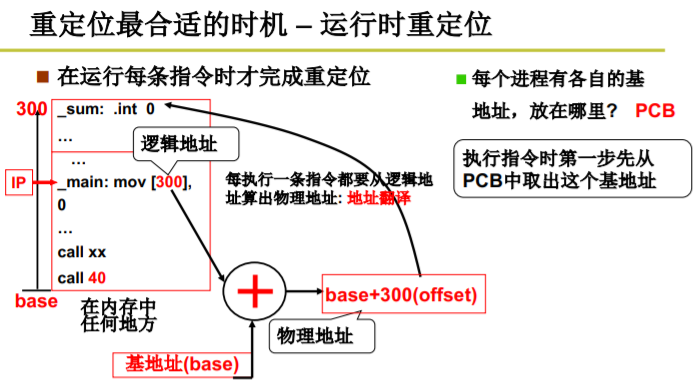 重定位最合适的时机 – 运行时重定位
在运行每条指令时才完成重定位
每个进程有各自的基
地址，放在哪里? PCB
执行指令时第一步先从
PCB中取出这个基地址
300
_sum: .int 0
...
...
逻辑地址
IP
_main: mov [300],
0
...
call xx
call 40
每执行一条指令都要从逻辑地
址算出物理地址: 地址翻译
base
在内存中
任何地方
+
base+300(offset)
物理地址
基地址(base)